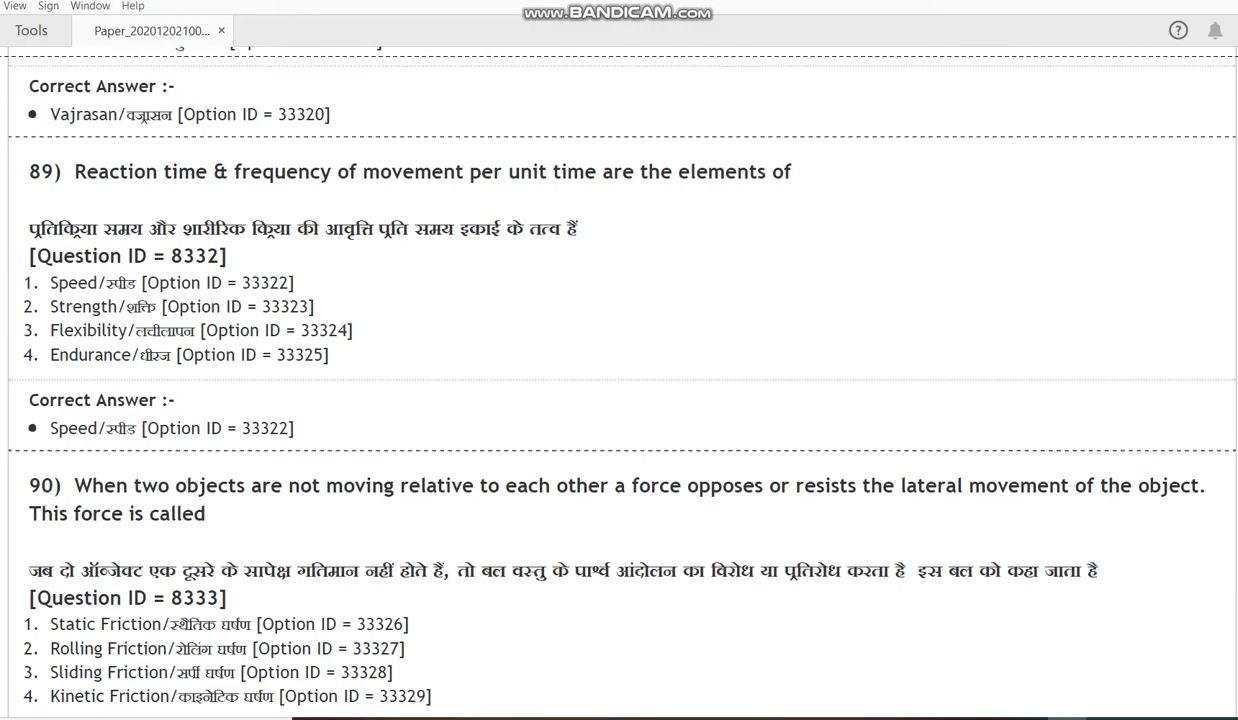 View Sign Window Help
www.BANDICAM.com
Tools Paper_20201202100... ×
Correct Answer :-
Vajrasan/वज्रासन [Option ID = 33320]
89) Reaction time & frequency of movement per unit time are the elements of
प्रतिक्रिया समय और शारीरिक क्रिया की आवृत्ति प्रति समय इकाई के तत्व हैं
[Question ID = 8332]
1. Speed/स्पीड [Option ID = 33322]
2. Strength/शक्ति [Option ID = 33323]
3. Flexibility/लचीलापन [Option ID = 33324]
4. Endurance/धीरज [Option ID = 33325]
Correct Answer :-
Speed/स्पीड [Option ID = 33322]
90) When two objects are not moving relative to each other a force opposes or resists the lateral movement of the object.
This force is called
जब दो ऑब्जेक्ट एक दूसरे के सापेक्ष गतिमान नहीं होते हैं, तो बल वस्तु के पार्श्व आंदोलन का विरोध या प्रतिरोध करता है इस बल को कहा जाता है
[Question ID = 8333]
1. Static Friction/स्थैतिक घर्षण [Option ID = 33326]
2. Rolling Friction/रोलिंग घर्षण [Option ID = 33327]
3. Sliding Friction/सर्पी घर्षण [Option ID = 33328]
4. Kinetic Friction/काइनेटिक घर्षण [Option ID = 33329]